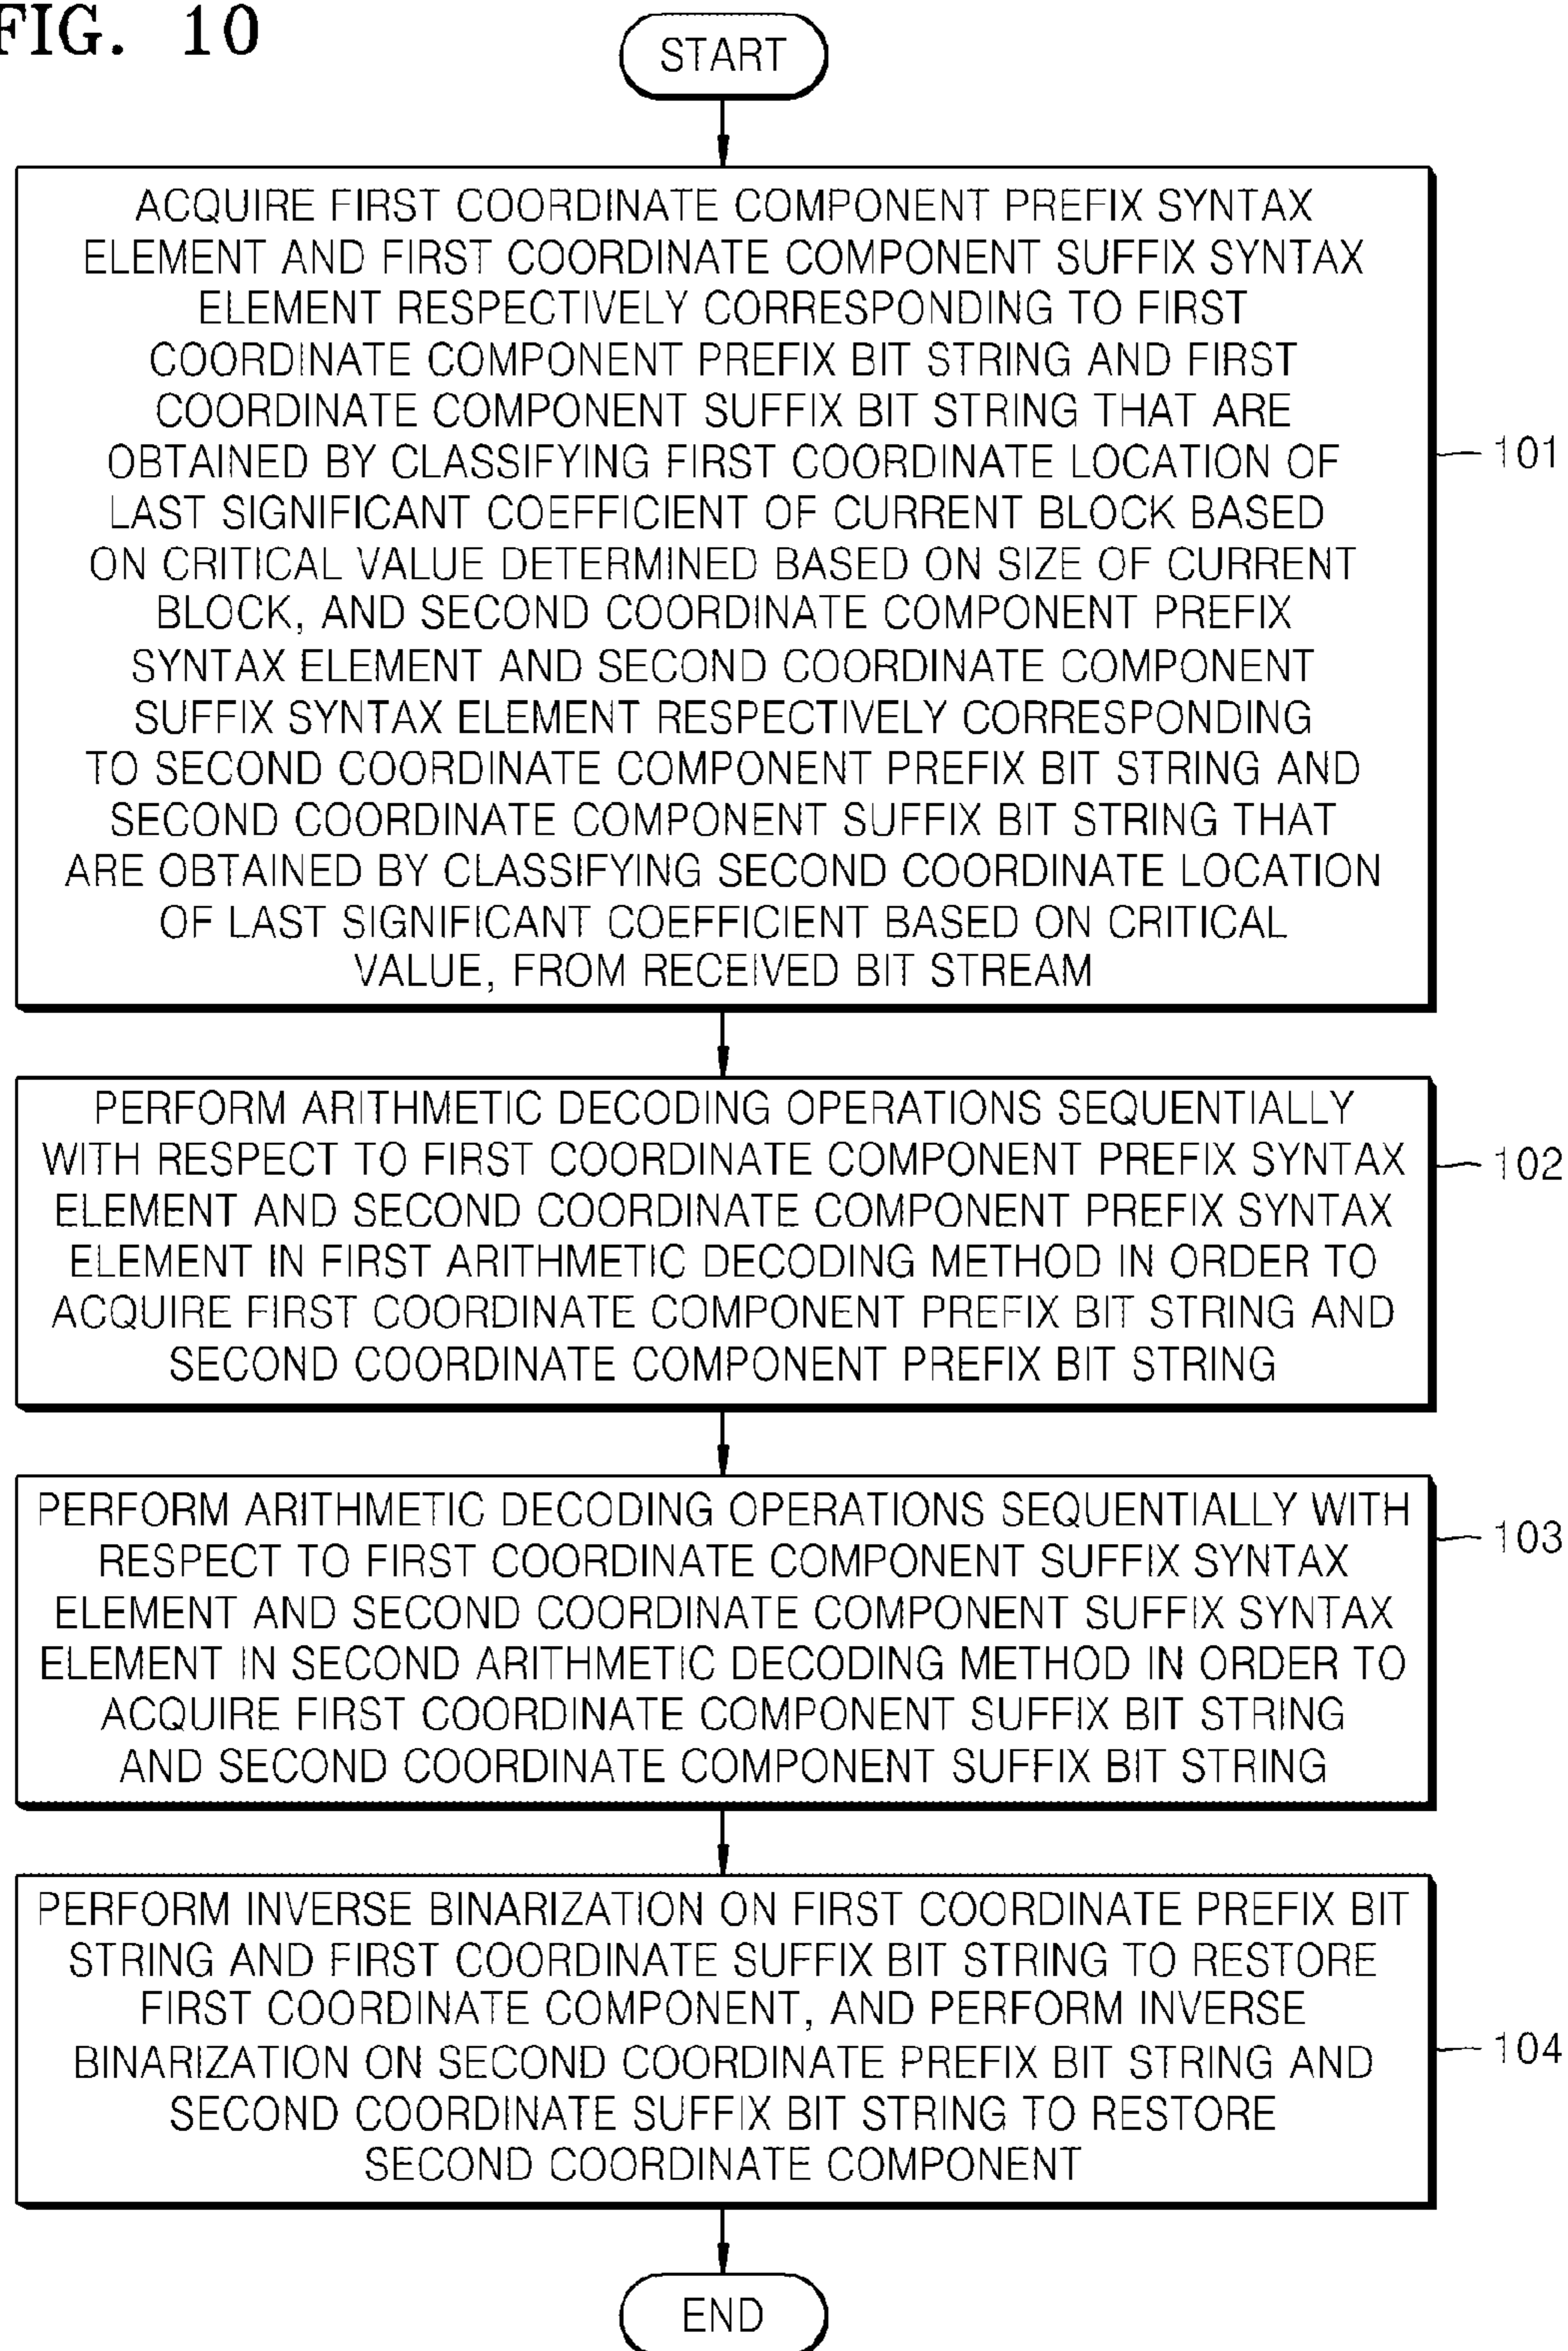 FIG. 10
START
ACQUIRE FIRST COORDINATE COMPONENT PREFIX SYNTAX
ELEMENT AND FIRST COORDINATE COMPONENT SUFFIX SYNTAX
ELEMENT RESPECTIVELY CORRESPONDING TO FIRST
COORDINATE COMPONENT PREFIX BIT STRING AND FIRST
COORDINATE COMPONENT SUFFIX BIT STRING THAT ARE
OBTAINED BY CLASSIFYING FIRST COORDINATE LOCATION OF
LAST SIGNIFICANT COEFFICIENT OF CURRENT BLOCK BASED
ON CRITICAL VALUE DETERMINED BASED ON SIZE OF CURRENT
BLOCK, AND SECOND COORDINATE COMPONENT PREFIX
SYNTAX ELEMENT AND SECOND COORDINATE COMPONENT
SUFFIX SYNTAX ELEMENT RESPECTIVELY CORRESPONDING
TO SECOND COORDINATE COMPONENT PREFIX BIT STRING AND
SECOND COORDINATE COMPONENT SUFFIX BIT STRING THAT
ARE OBTAINED BY CLASSIFYING SECOND COORDINATE LOCATION
OF LAST SIGNIFICANT COEFFICIENT BASED ON CRITICAL
VALUE, FROM RECEIVED BIT STREAM
101
PERFORM ARITHMETIC DECODING OPERATIONS SEQUENTIALLY
WITH RESPECT TO FIRST COORDINATE COMPONENT PREFIX SYNTAX
ELEMENT AND SECOND COORDINATE COMPONENT PREFIX SYNTAX
ELEMENT IN FIRST ARITHMETIC DECODING METHOD IN ORDER TO
ACQUIRE FIRST COORDINATE COMPONENT PREFIX BIT STRING AND
SECOND COORDINATE COMPONENT PREFIX BIT STRING
102
PERFORM ARITHMETIC DECODING OPERATIONS SEQUENTIALLY WITH
RESPECT TO FIRST COORDINATE COMPONENT SUFFIX SYNTAX
ELEMENT AND SECOND COORDINATE COMPONENT SUFFIX SYNTAX
ELEMENT IN SECOND ARITHMETIC DECODING METHOD IN ORDER TO
ACQUIRE FIRST COORDINATE COMPONENT SUFFIX BIT STRING
AND SECOND COORDINATE COMPONENT SUFFIX BIT STRING
103
PERFORM INVERSE BINARIZATION ON FIRST COORDINATE PREFIX BIT
STRING AND FIRST COORDINATE SUFFIX BIT STRING TO RESTORE
FIRST COORDINATE COMPONENT, AND PERFORM INVERSE
BINARIZATION ON SECOND COORDINATE PREFIX BIT STRING AND
SECOND COORDINATE SUFFIX BIT STRING TO RESTORE
SECOND COORDINATE COMPONENT
104
END